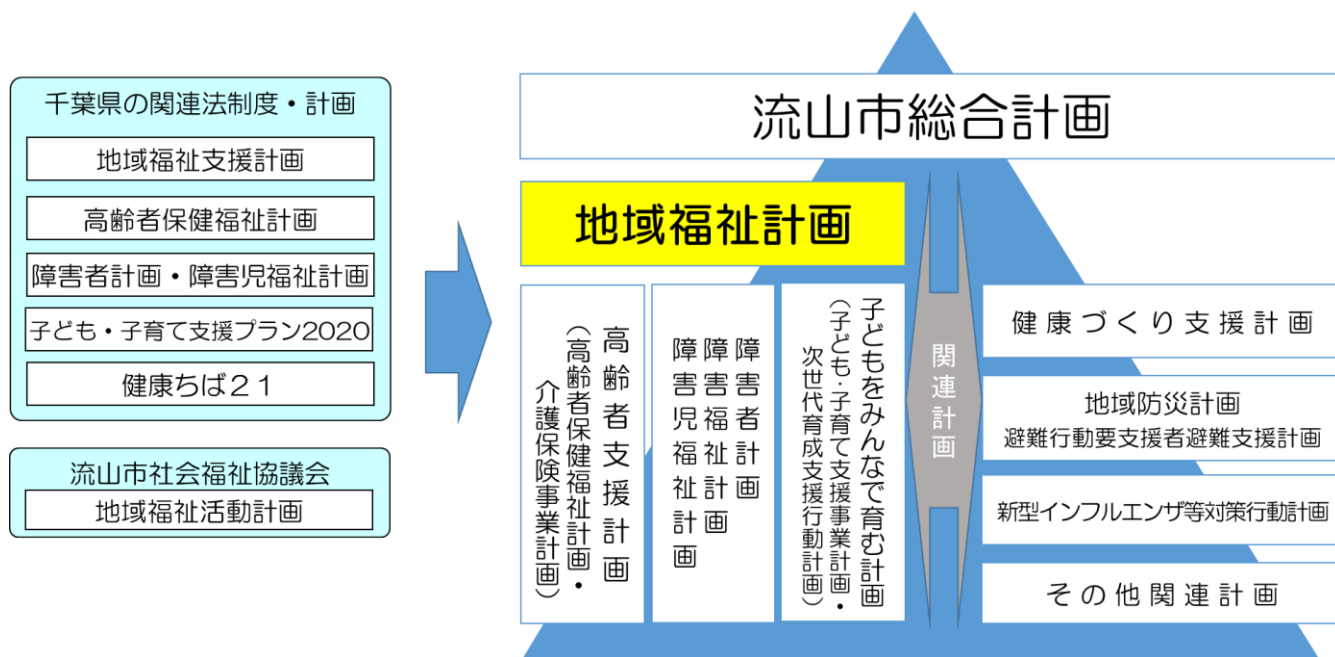 千葉県の関連法制度・計画
地域福祉支援計画
高齢者保健福祉計画
障害者計画・障害児福祉計画
子ども・子育て支援プラン2020
健康ちば21
流山市社会福祉協議会
地域福祉活動計画
流山市総合計画
地域福祉計画
高齢者支援計画
(高齢者保健福祉計画・
介護保険事業計画)
障害者計画
障害福祉計画
障害児福祉計画
子どもをみんなで育む計画
(子ども・子育て支援事業計画・
次世代育成支援行動計画)
関連計画
健康づくり支援計画
地域防災計画
避難行動要支援者避難支援計画
新型インフルエンザ等対策行動計画
その他関連計画